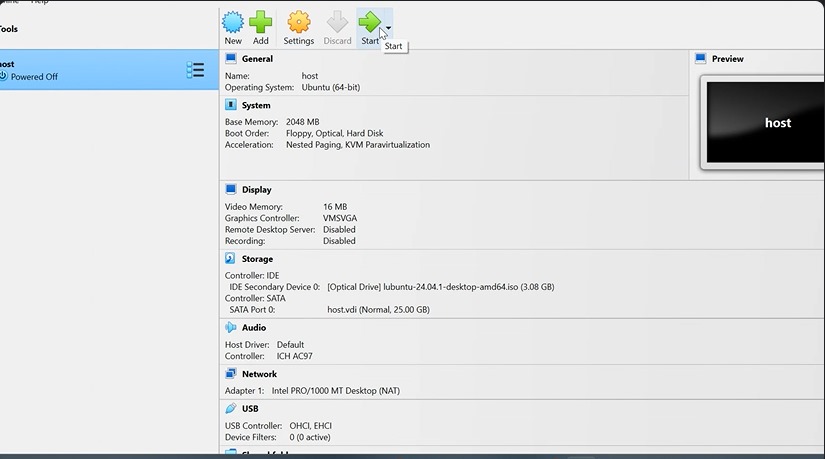 Help
Tools
New Add Settings Discard Start
Start
host
Powered Off
General
Name: host
Operating System: Ubuntu (64-bit)
System
Base Memory: 2048 MB
Boot Order: Floppy, Optical, Hard Disk
Acceleration: Nested Paging, KVM Paravirtualization
Preview
host
Display
Video Memory: 16 MB
Graphics Controller: VMSVGA
Remote Desktop Server: Disabled
Recording: Disabled
Storage
Controller: IDE
IDE Secondary Device 0: [Optical Drive] lubuntu-24.04.1-desktop-amd64.iso (3.08 GB)
Controller: SATA
SATA Port 0: host.vdi (Normal, 25.00 GB)
Audio
Host Driver: Default
Controller: ICH AC97
Network
Adapter 1: Intel PRO/1000 MT Desktop (NAT)
USB
USB Controller: OHCI, EHCI
Device Filters: 0 (0 active)